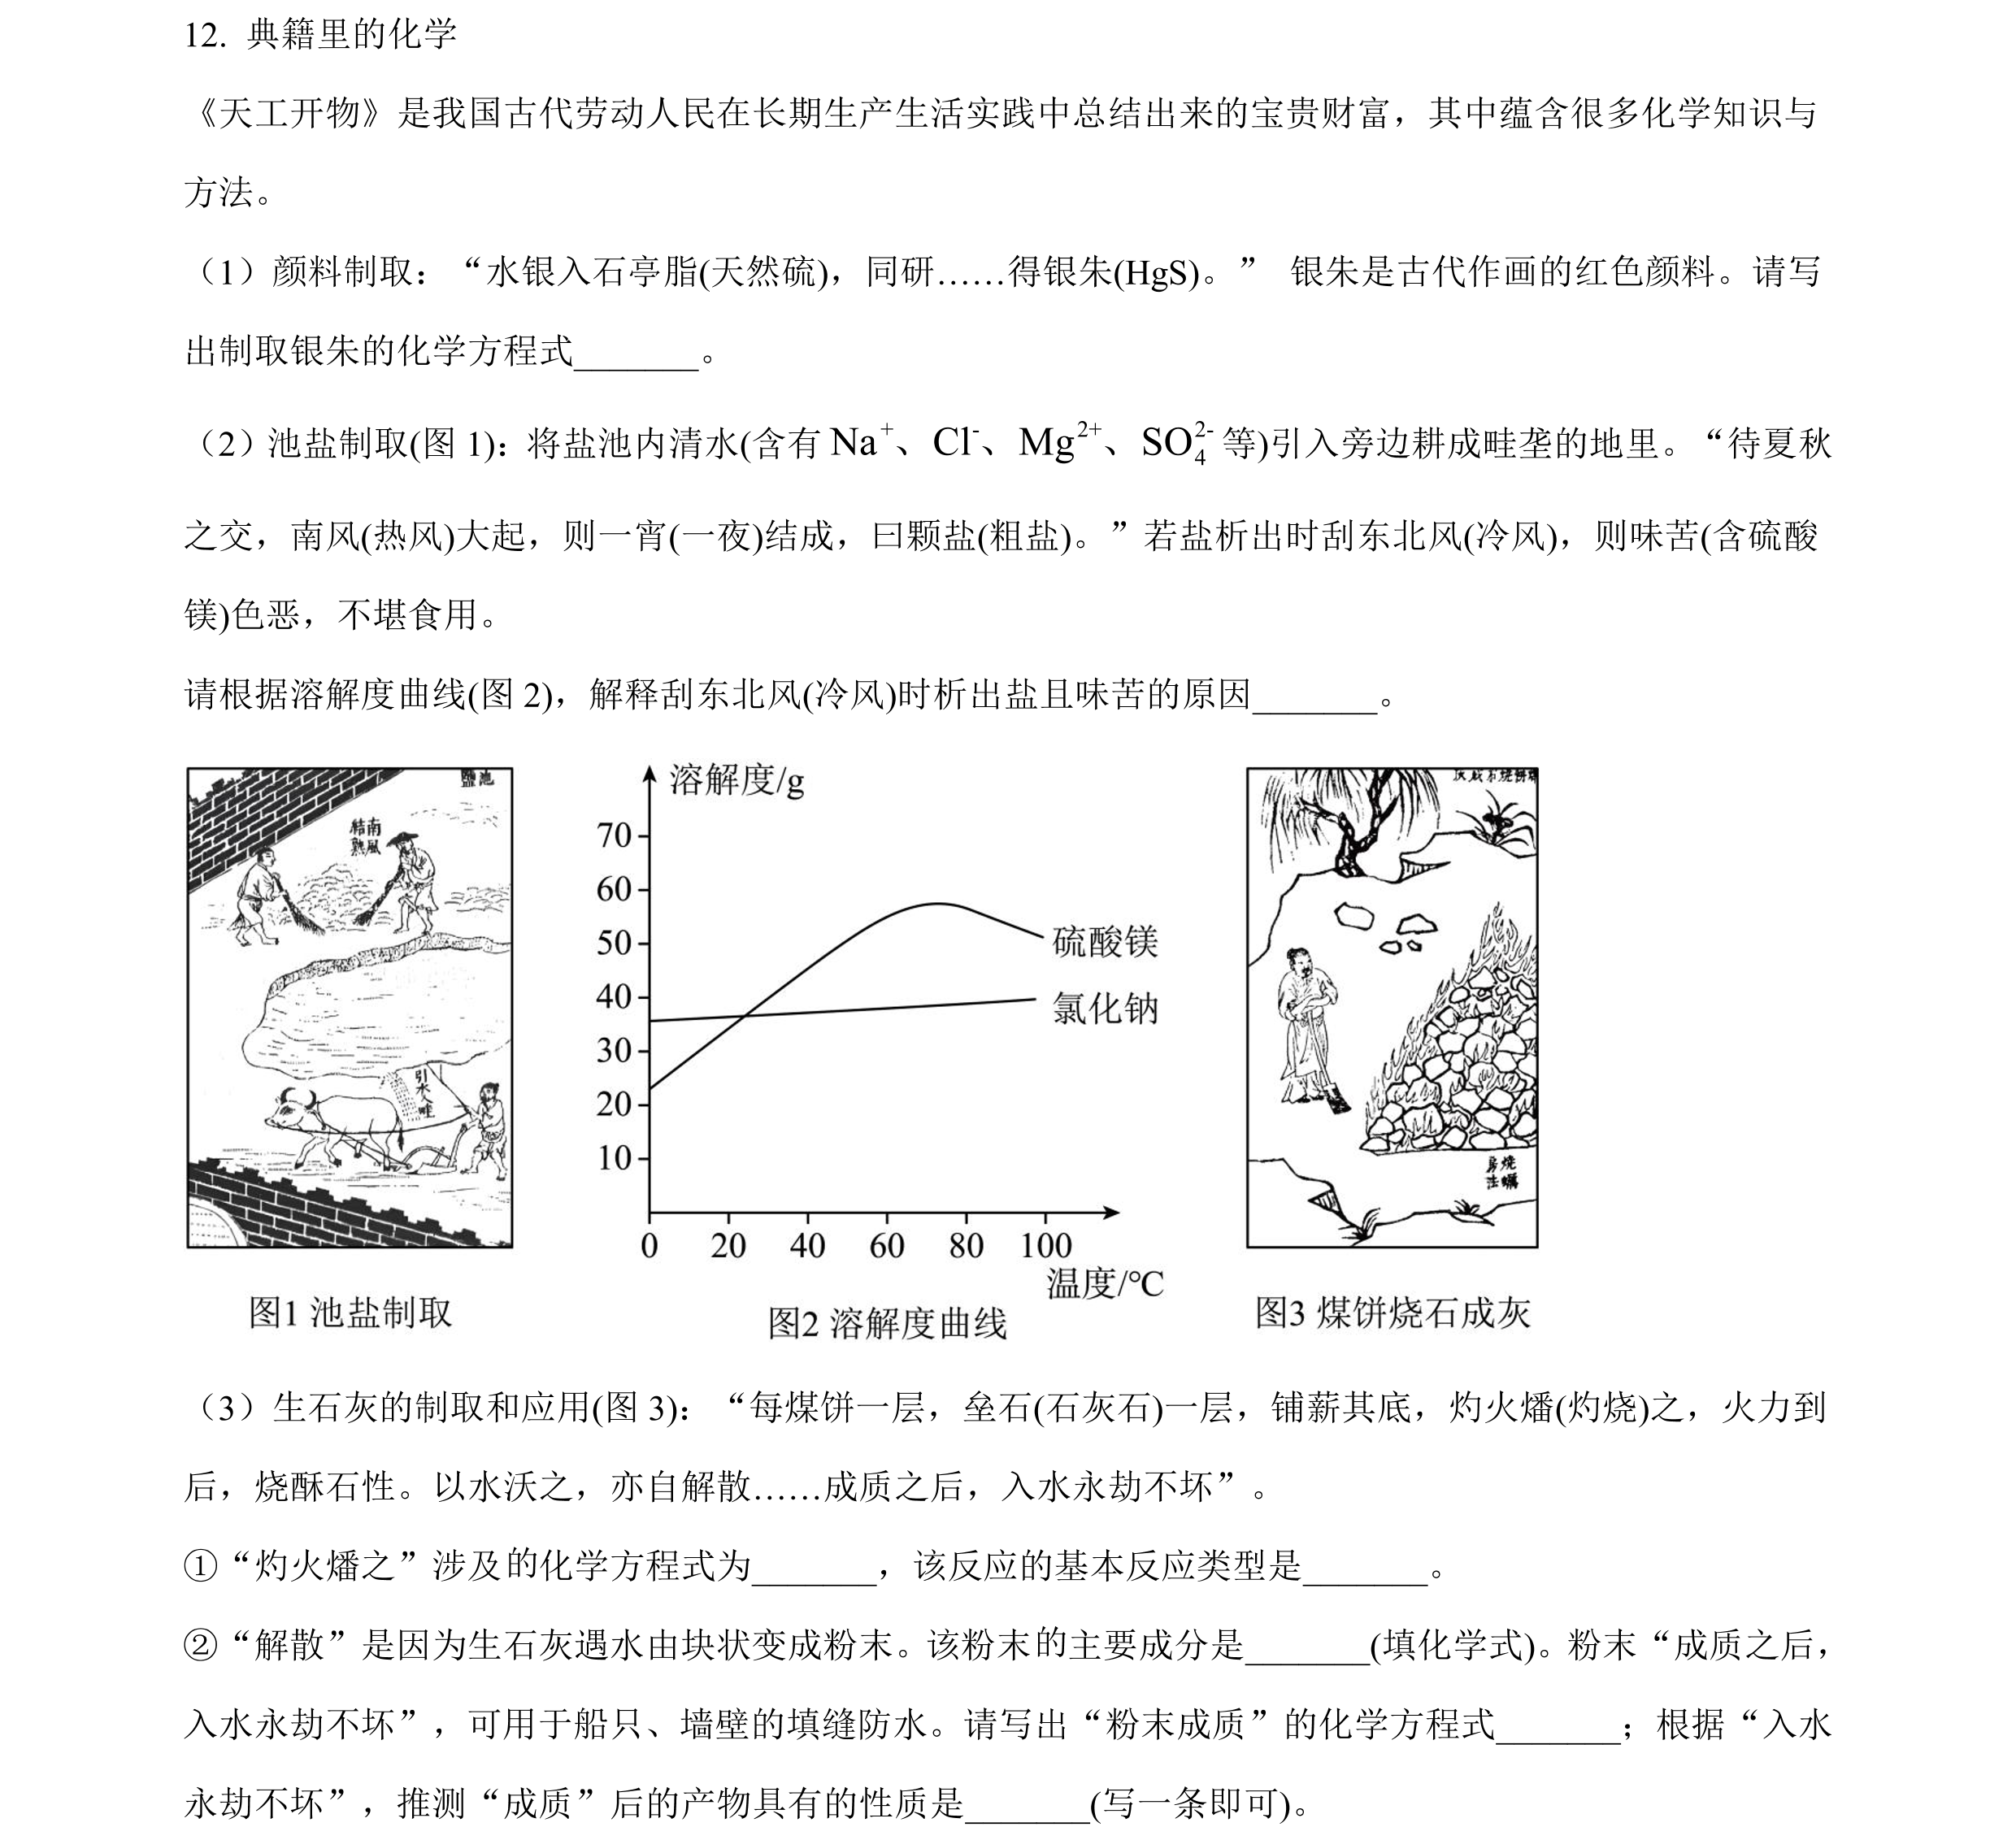 12. 典籍里的化学
《天工开物》是我国古代劳动人民在长期生产生活实践中总结出来的宝贵财富，其中蕴含很多化学知识与
方法。
（1）颜料制取：“水银入石亭脂(天然硫)，同研……得银朱(HgS)。” 银朱是古代作画的红色颜料。请写
出制取银朱的化学方程式_______。
（2）池盐制取(图 1)：将盐池内清水(含有 Na⁺、Cl⁻、Mg²⁺、SO₄²⁻ 等)引入旁边耕成畦垄的地里。“待夏秋
之交，南风(热风)大起，则一宵(一夜)结成，曰颗盐(粗盐)。”若盐析出时刮东北风(冷风)，则味苦(含硫酸
镁)色恶，不堪食用。
请根据溶解度曲线(图 2)，解释刮东北风(冷风)时析出盐且味苦的原因_______。
鹽池
南風
結熟
引水入畦
图1 池盐制取
溶解度/g
70
60
50
40
30
20
10
硫酸镁
氯化钠
0 20 40 60 80 100
温度/℃
图2 溶解度曲线
燒蠣
房法
图3 煤饼烧石成灰
（3）生石灰的制取和应用(图 3)：“每煤饼一层，垒石(石灰石)一层，铺薪其底，灼火燔(灼烧)之，火力到
后，烧酥石性。以水沃之，亦自解散……成质之后，入水永劫不坏”。
①“灼火燔之”涉及的化学方程式为_______，该反应的基本反应类型是_______。
②“解散”是因为生石灰遇水由块状变成粉末。该粉末的主要成分是_______(填化学式)。粉末“成质之后，
入水永劫不坏”，可用于船只、墙壁的填缝防水。请写出“粉末成质”的化学方程式_______；根据“入水
永劫不坏”，推测“成质”后的产物具有的性质是_______(写一条即可)。